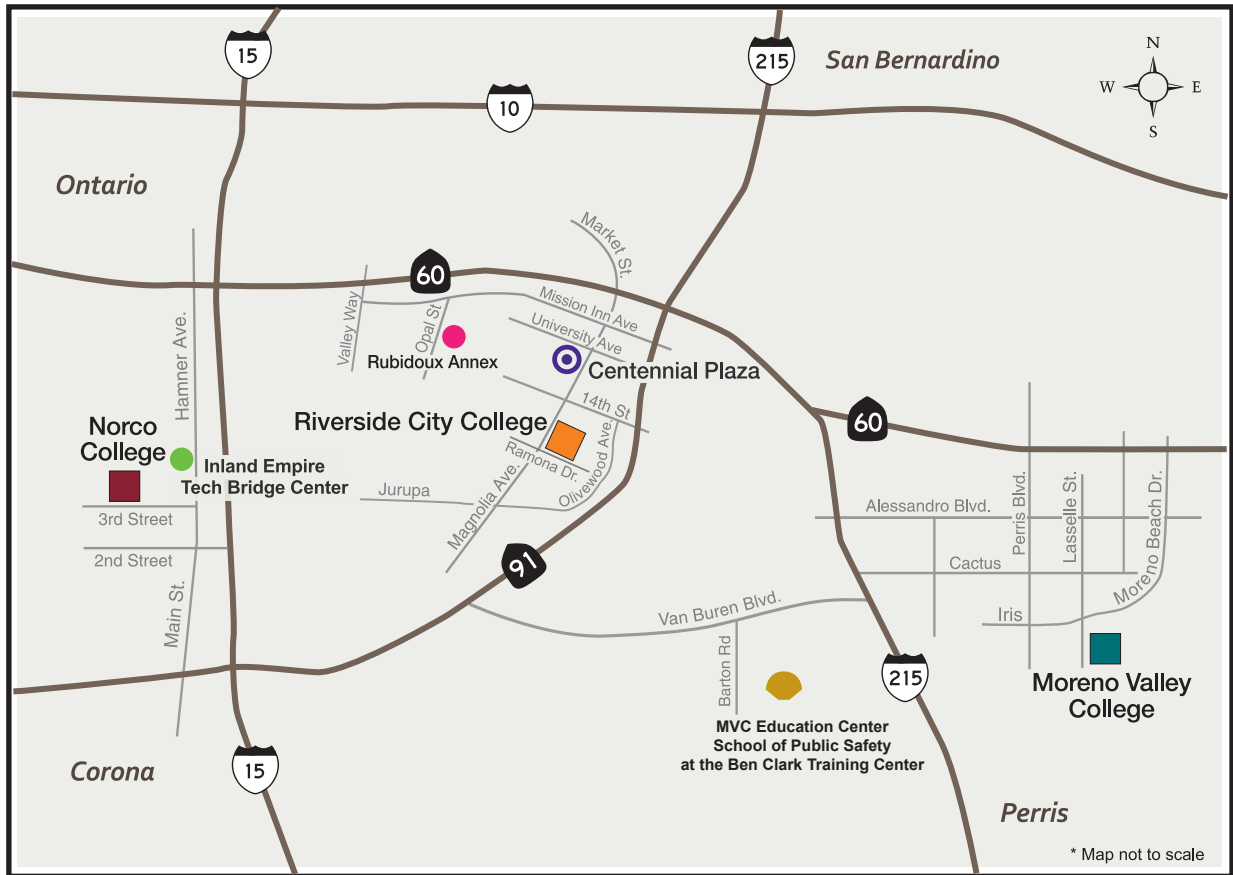 15
215
San Bernardino
N
W
E
S
10
Ontario
Market St.
60
Mission Inn Ave
Valley Way
Opal St
University Ave
Hamner Ave.
Rubidoux Annex
Centennial Plaza
14th St
Riverside City College
60
Norco
College
Inland Empire
Tech Bridge Center
Ramona Dr.
Olivewood Ave.
Jurupa
Magnolia Ave.
Perris Blvd.
Lasselle St.
Alessandro Blvd.
3rd Street
2nd Street
91
Cactus
Moreno Beach Dr.
Main St.
Van Buren Blvd.
Iris
Barton Rd
215
Moreno Valley
College
MVC Education Center
School of Public Safety
at the Ben Clark Training Center
Corona
15
Perris
* Map not to scale